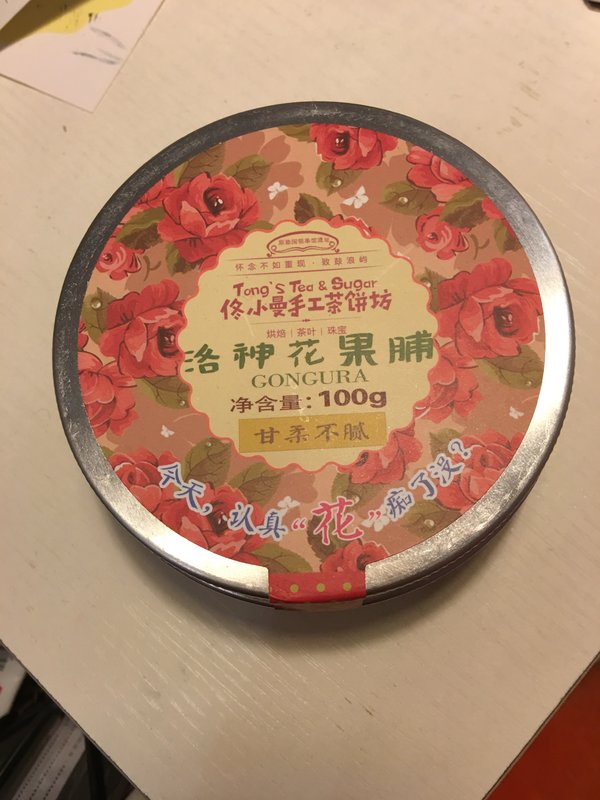 怀念不如重现·致鼓浪屿
Tong's Tea & Sugar
佟小曼手工茶饼坊
烘焙 | 茶叶 | 珠宝
洛神花果脯
GONGURA
净含量:100g
甘柔不腻
今天,认真“花”痴了没?